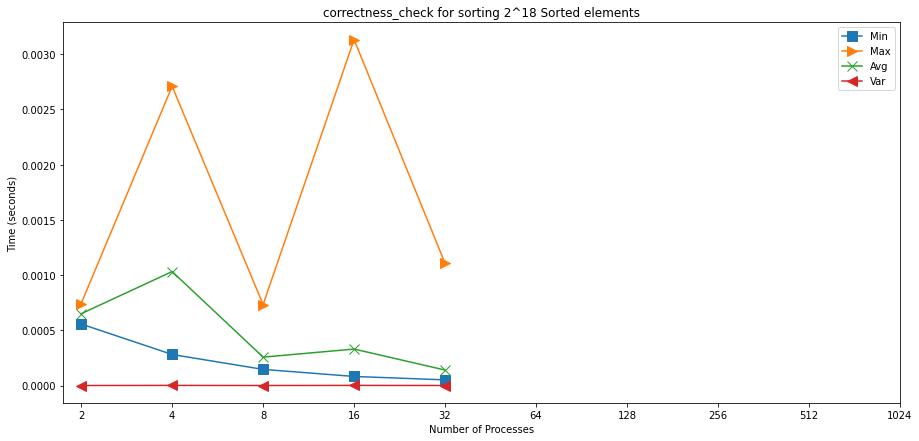 correctness_check for sorting 2^18 Sorted elements
Min
Max
Avg
Var
Time (seconds)
0.0030
0.0025
0.0020
0.0015
0.0010
0.0005
0.0000
2 4 8 16 32 64 128 256 512 1024
Number of Processes